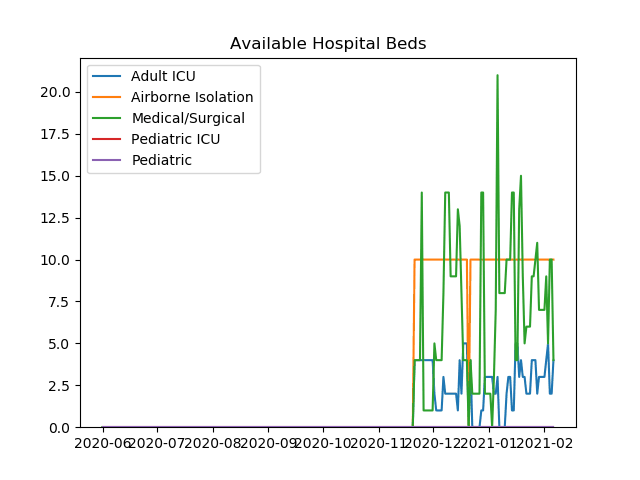 Available Hospital Beds
Adult ICU
Airborne Isolation
Medical/Surgical
Pediatric ICU
Pediatric
20.0
17.5
15.0
12.5
10.0
7.5
5.0
2.5
0.0
2020-06 2020-07 2020-08 2020-09 2020-10 2020-11 2020-12 2021-01 2021-02